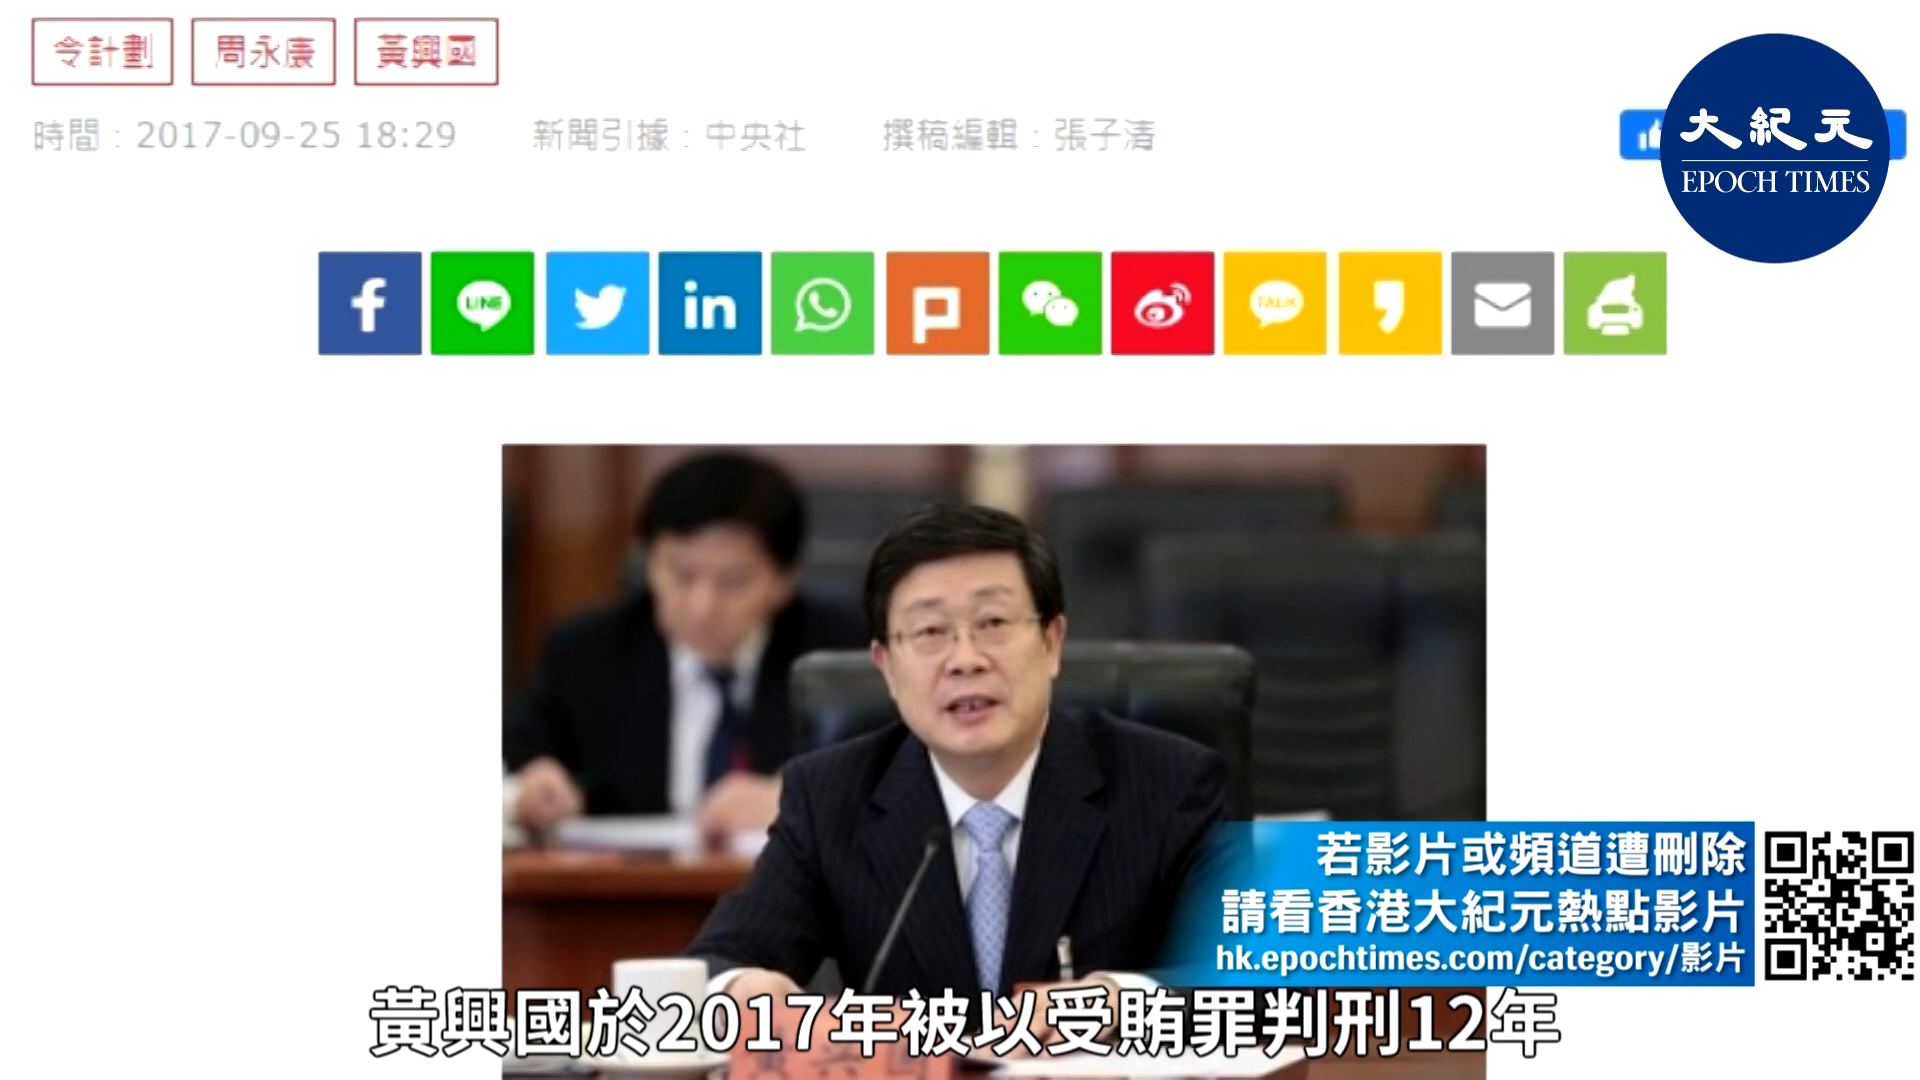 令計劃 周永康 黃興國
時間：2017-09-25 18:29 新聞引據：中央社 撰稿編輯：張子清
大紀元
EPOCH TIMES
LINE
TALK
若影片或頻道遭刪除
請看香港大紀元熱點影片
hk.epochtimes.com/category/影片
黃興國於2017年被以受賄罪判刑12年